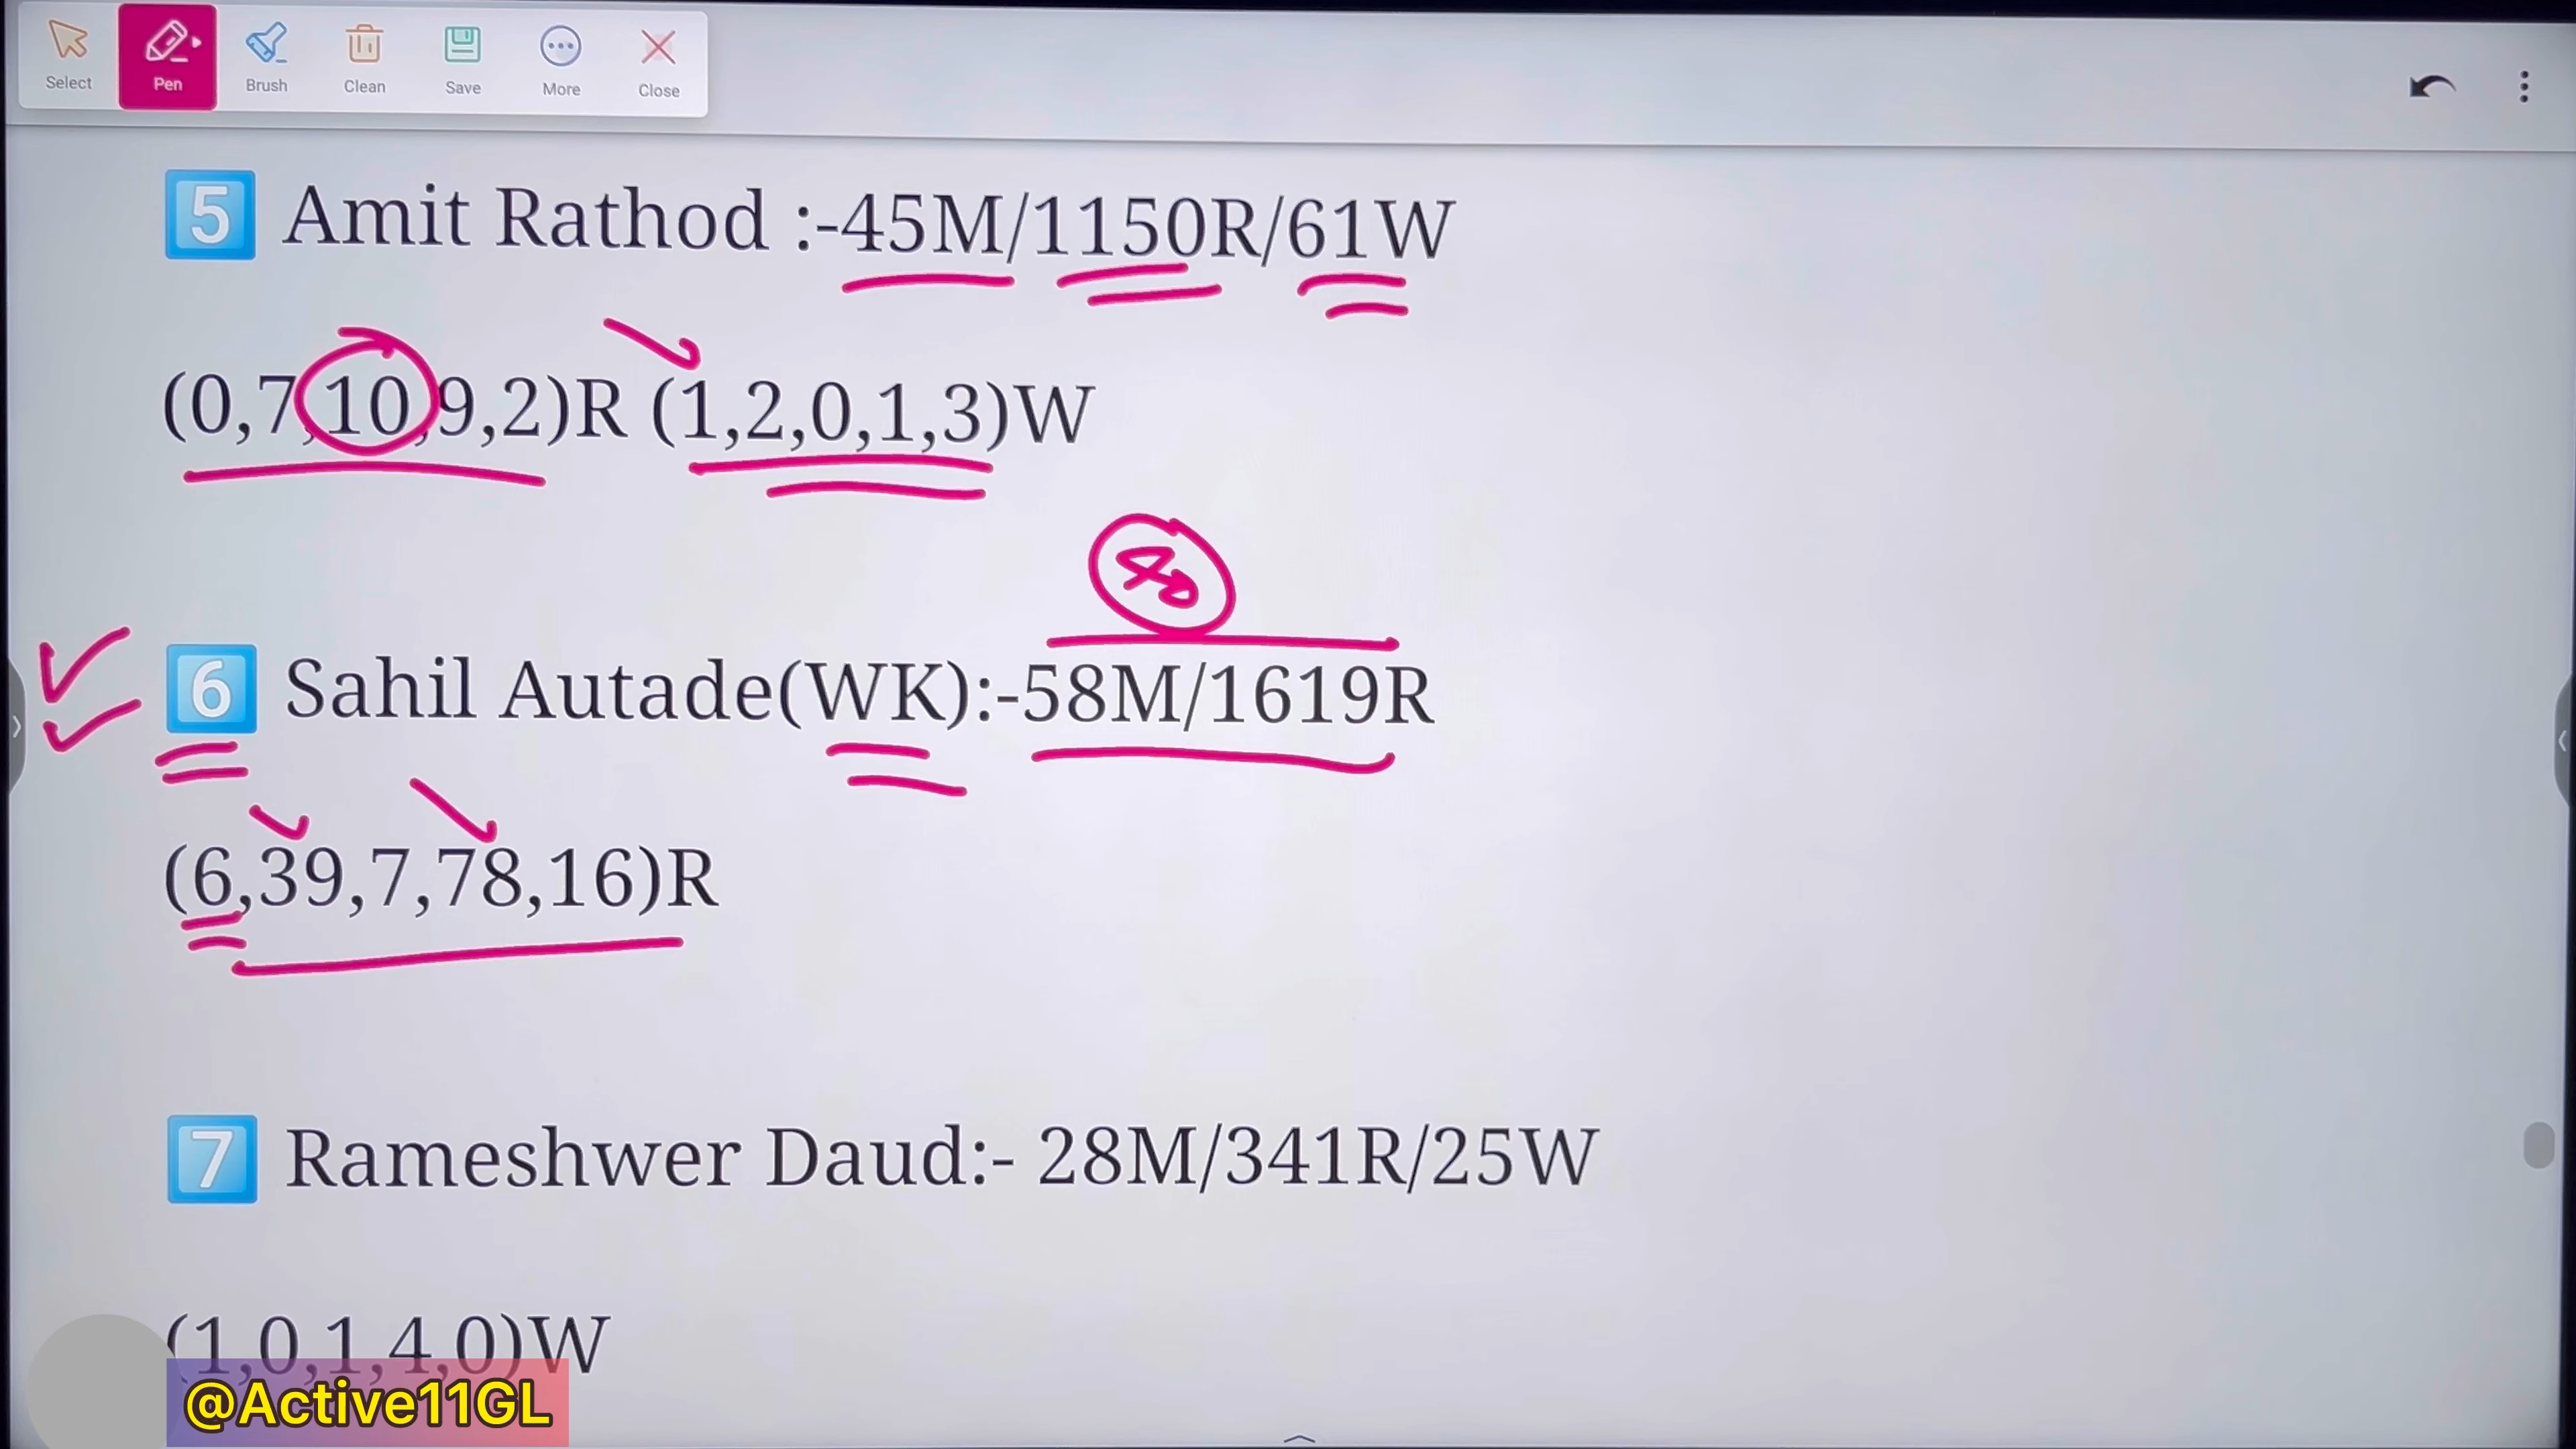 Select Pen Brush Clean Save More Close
5 Amit Rathod :-45M/1150R/61W
(0,7,10,9,2)R (1,2,0,1,3)W
40
6 Sahil Autade(WK):-58M/1619R
(6,39,7,78,16)R
7 Rameshwer Daud:- 28M/341R/25W
(1,0,1,4,0)W
@Active11GL